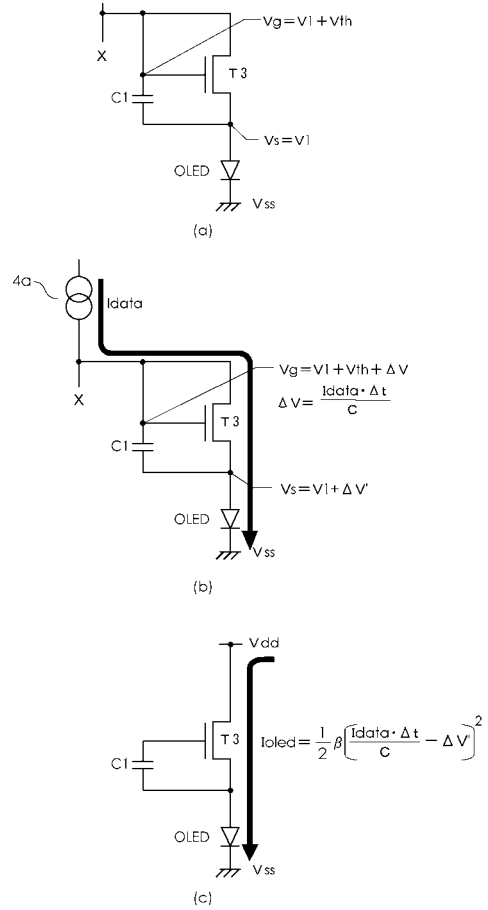 Vg=V1+Vth
X
T3
C1
Vs=V1
OLED
Vss
(a)
4a
Idata
Vg=V1+Vth+ΔV
X
ΔV=Idata・Δt/C
T3
C1
Vs=V1+ΔV'
OLED
Vss
(b)
Vdd
T3
Ioled=1/2 β(Idata・Δt/C − ΔV')²
C1
OLED
Vss
(c)